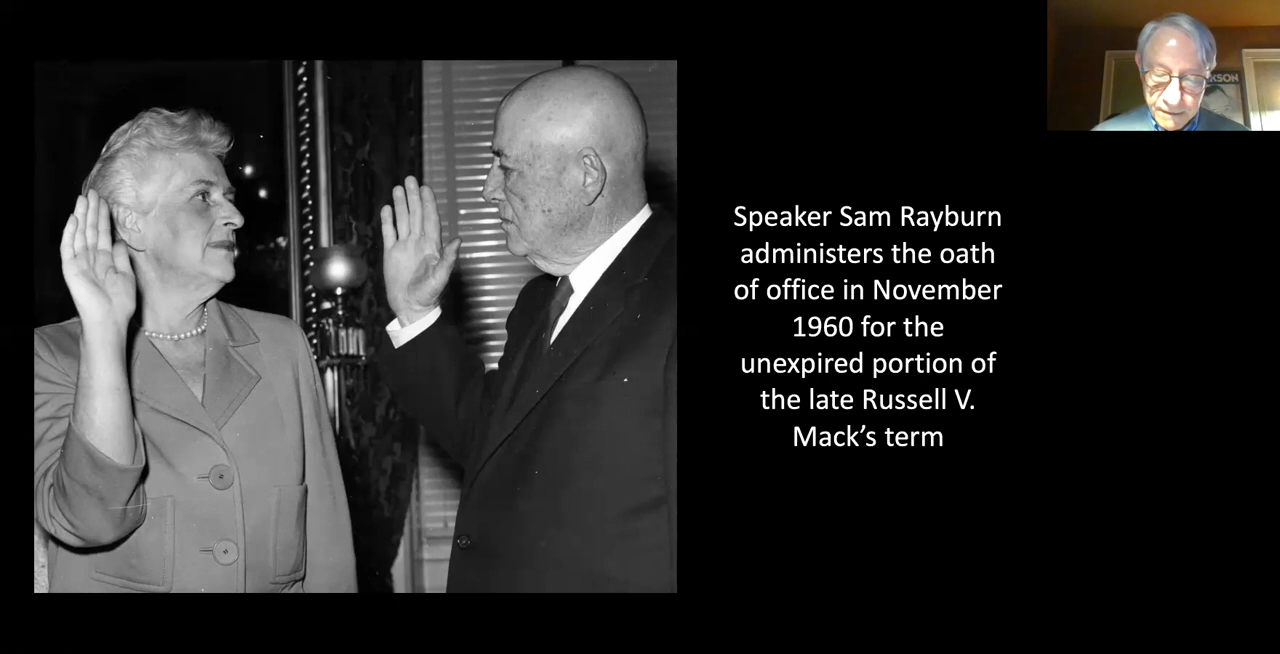 KSON
Speaker Sam Rayburn
administers the oath
of office in November
1960 for the
unexpired portion of
the late Russell V.
Mack’s term